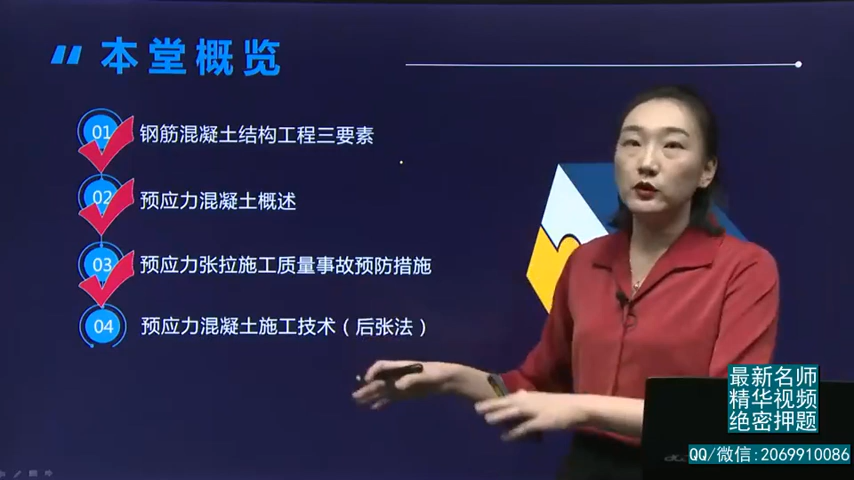 本堂概览
01 钢筋混凝土结构工程三要素
02 预应力混凝土概述
03 预应力张拉施工质量事故预防措施
04 预应力混凝土施工技术（后张法）
最新名师
精华视频
绝密押题
QQ/微信:2069910086